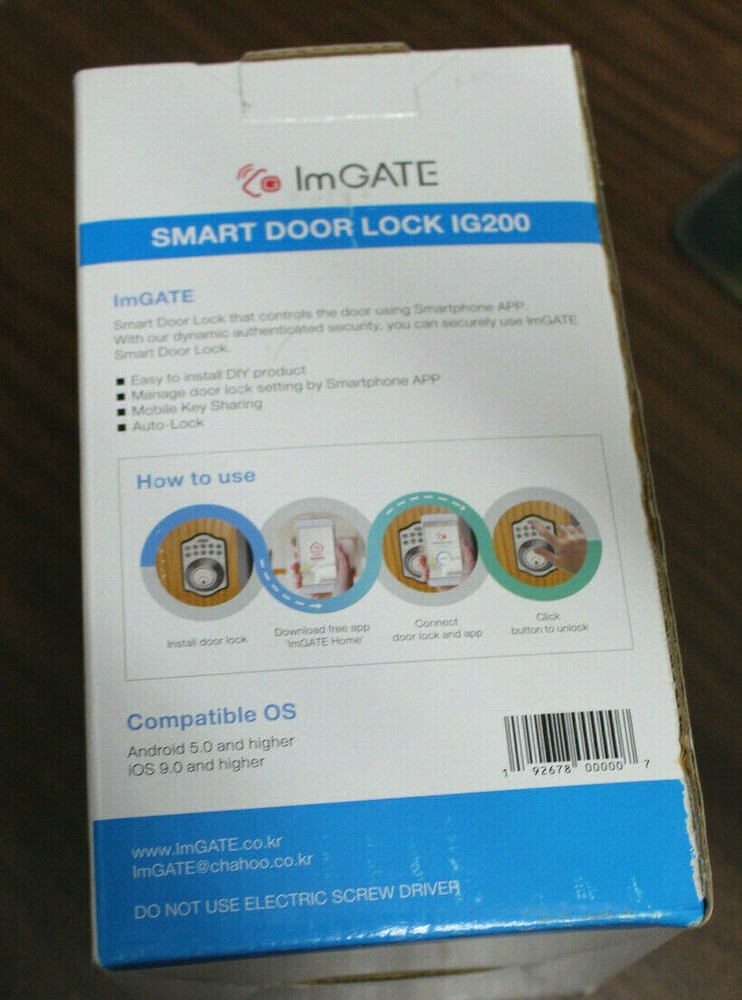 ImGATE
SMART DOOR LOCK IG200
ImGATE
Smart Door Lock that controls the door using Smartphone APP.
With our dynamic authenticated security, you can securely use ImGATE
Smart Door Lock.
■ Easy to install DIY product
■ Manage door lock setting by Smartphone APP
■ Mobile Key Sharing
■ Auto-Lock
How to use
Install door lock
Download free app
'ImGATE Home'
Connect
door lock and app
Click
button to unlock
Compatible OS
Android 5.0 and higher
iOS 9.0 and higher
1 92678 00000 7
www.ImGATE.co.kr
ImGATE@chahoo.co.kr
DO NOT USE ELECTRIC SCREW DRIVER